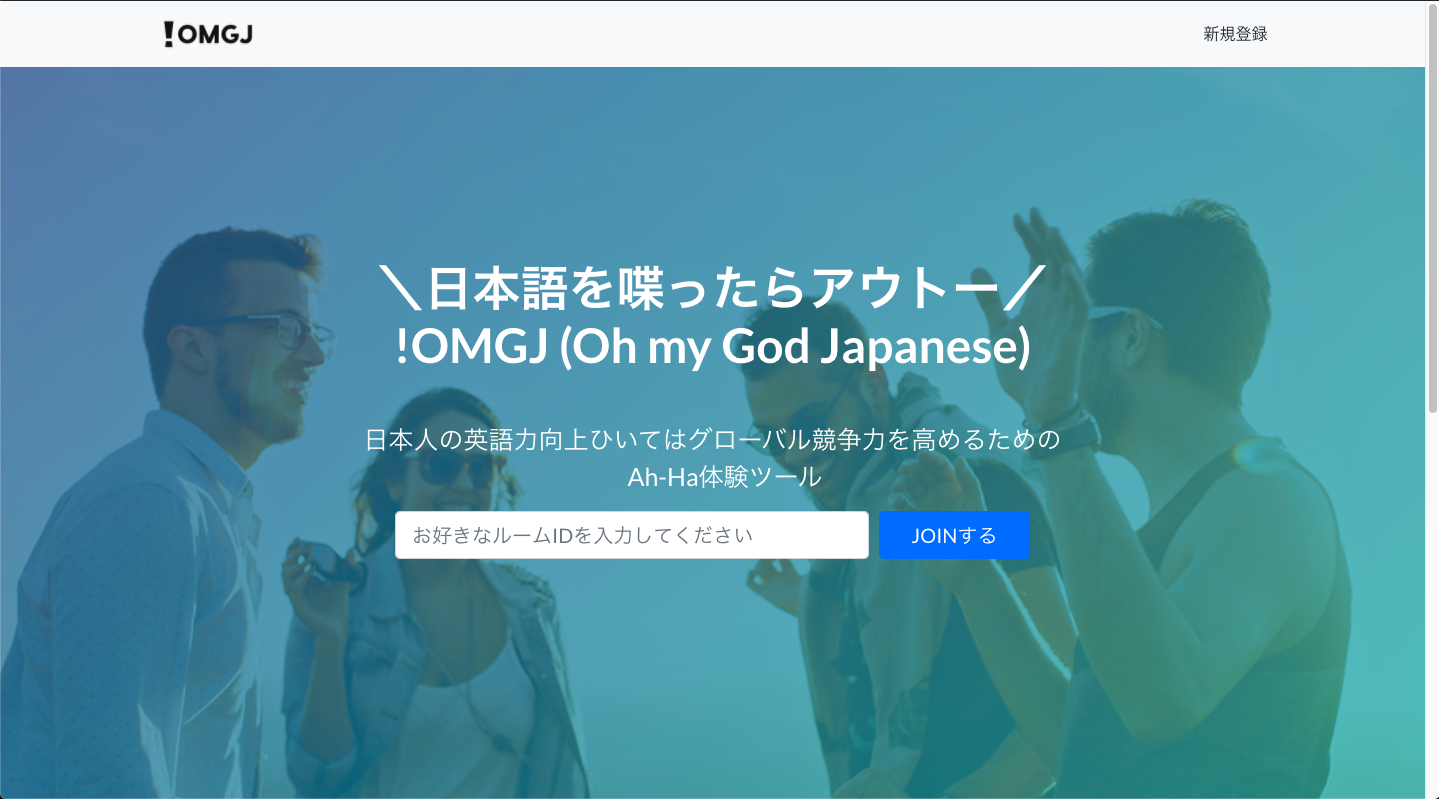 !OMGJ
新規登録
＼日本語を喋ったらアウトー／
!OMGJ (Oh my God Japanese)
日本人の英語力向上ひいてはグローバル競争力を高めるための
Ah-Ha体験ツール
お好きなルームIDを入力してください
JOINする